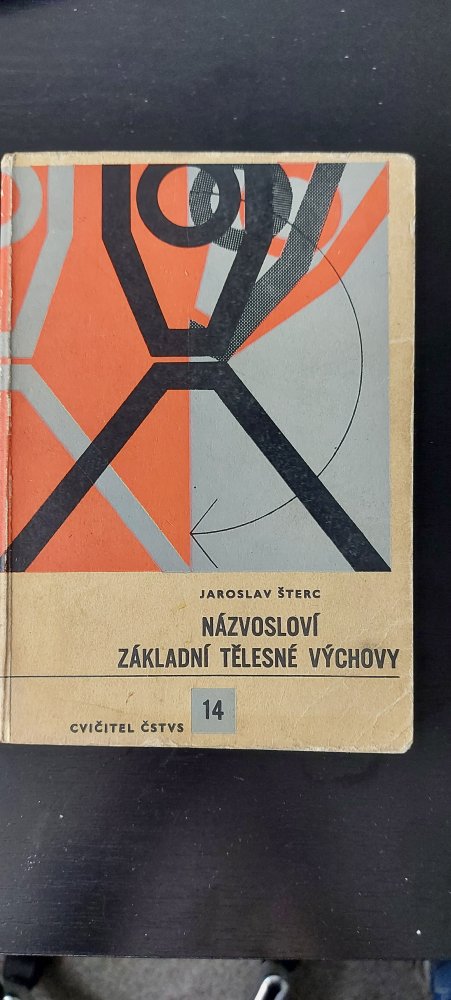 JAROSLAV ŠTERC
NÁZVOSLOVÍ
ZÁKLADNÍ TĚLESNÉ VÝCHOVY
CVIČITEL ČSTVS 14